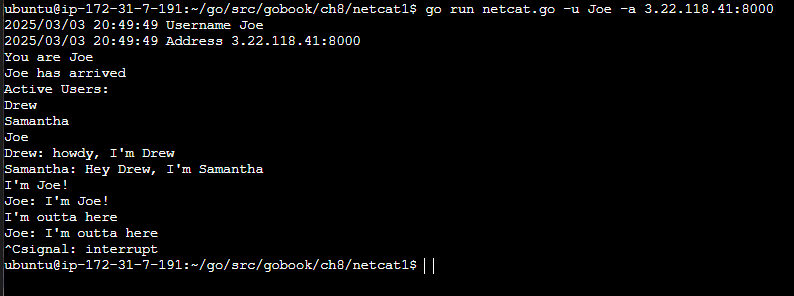 ubuntu@ip-172-31-7-191:~/go/src/gobook/ch8/netcat1$ go run netcat.go -u Joe -a 3.22.118.41:8000
2025/03/03 20:49:49 Username Joe
2025/03/03 20:49:49 Address 3.22.118.41:8000
You are Joe
Joe has arrived
Active Users:
Drew
Samantha
Joe
Drew: howdy, I'm Drew
Samantha: Hey Drew, I'm Samantha
I'm Joe!
Joe: I'm Joe!
I'm outta here
Joe: I'm outta here
^Csignal: interrupt
ubuntu@ip-172-31-7-191:~/go/src/gobook/ch8/netcat1$